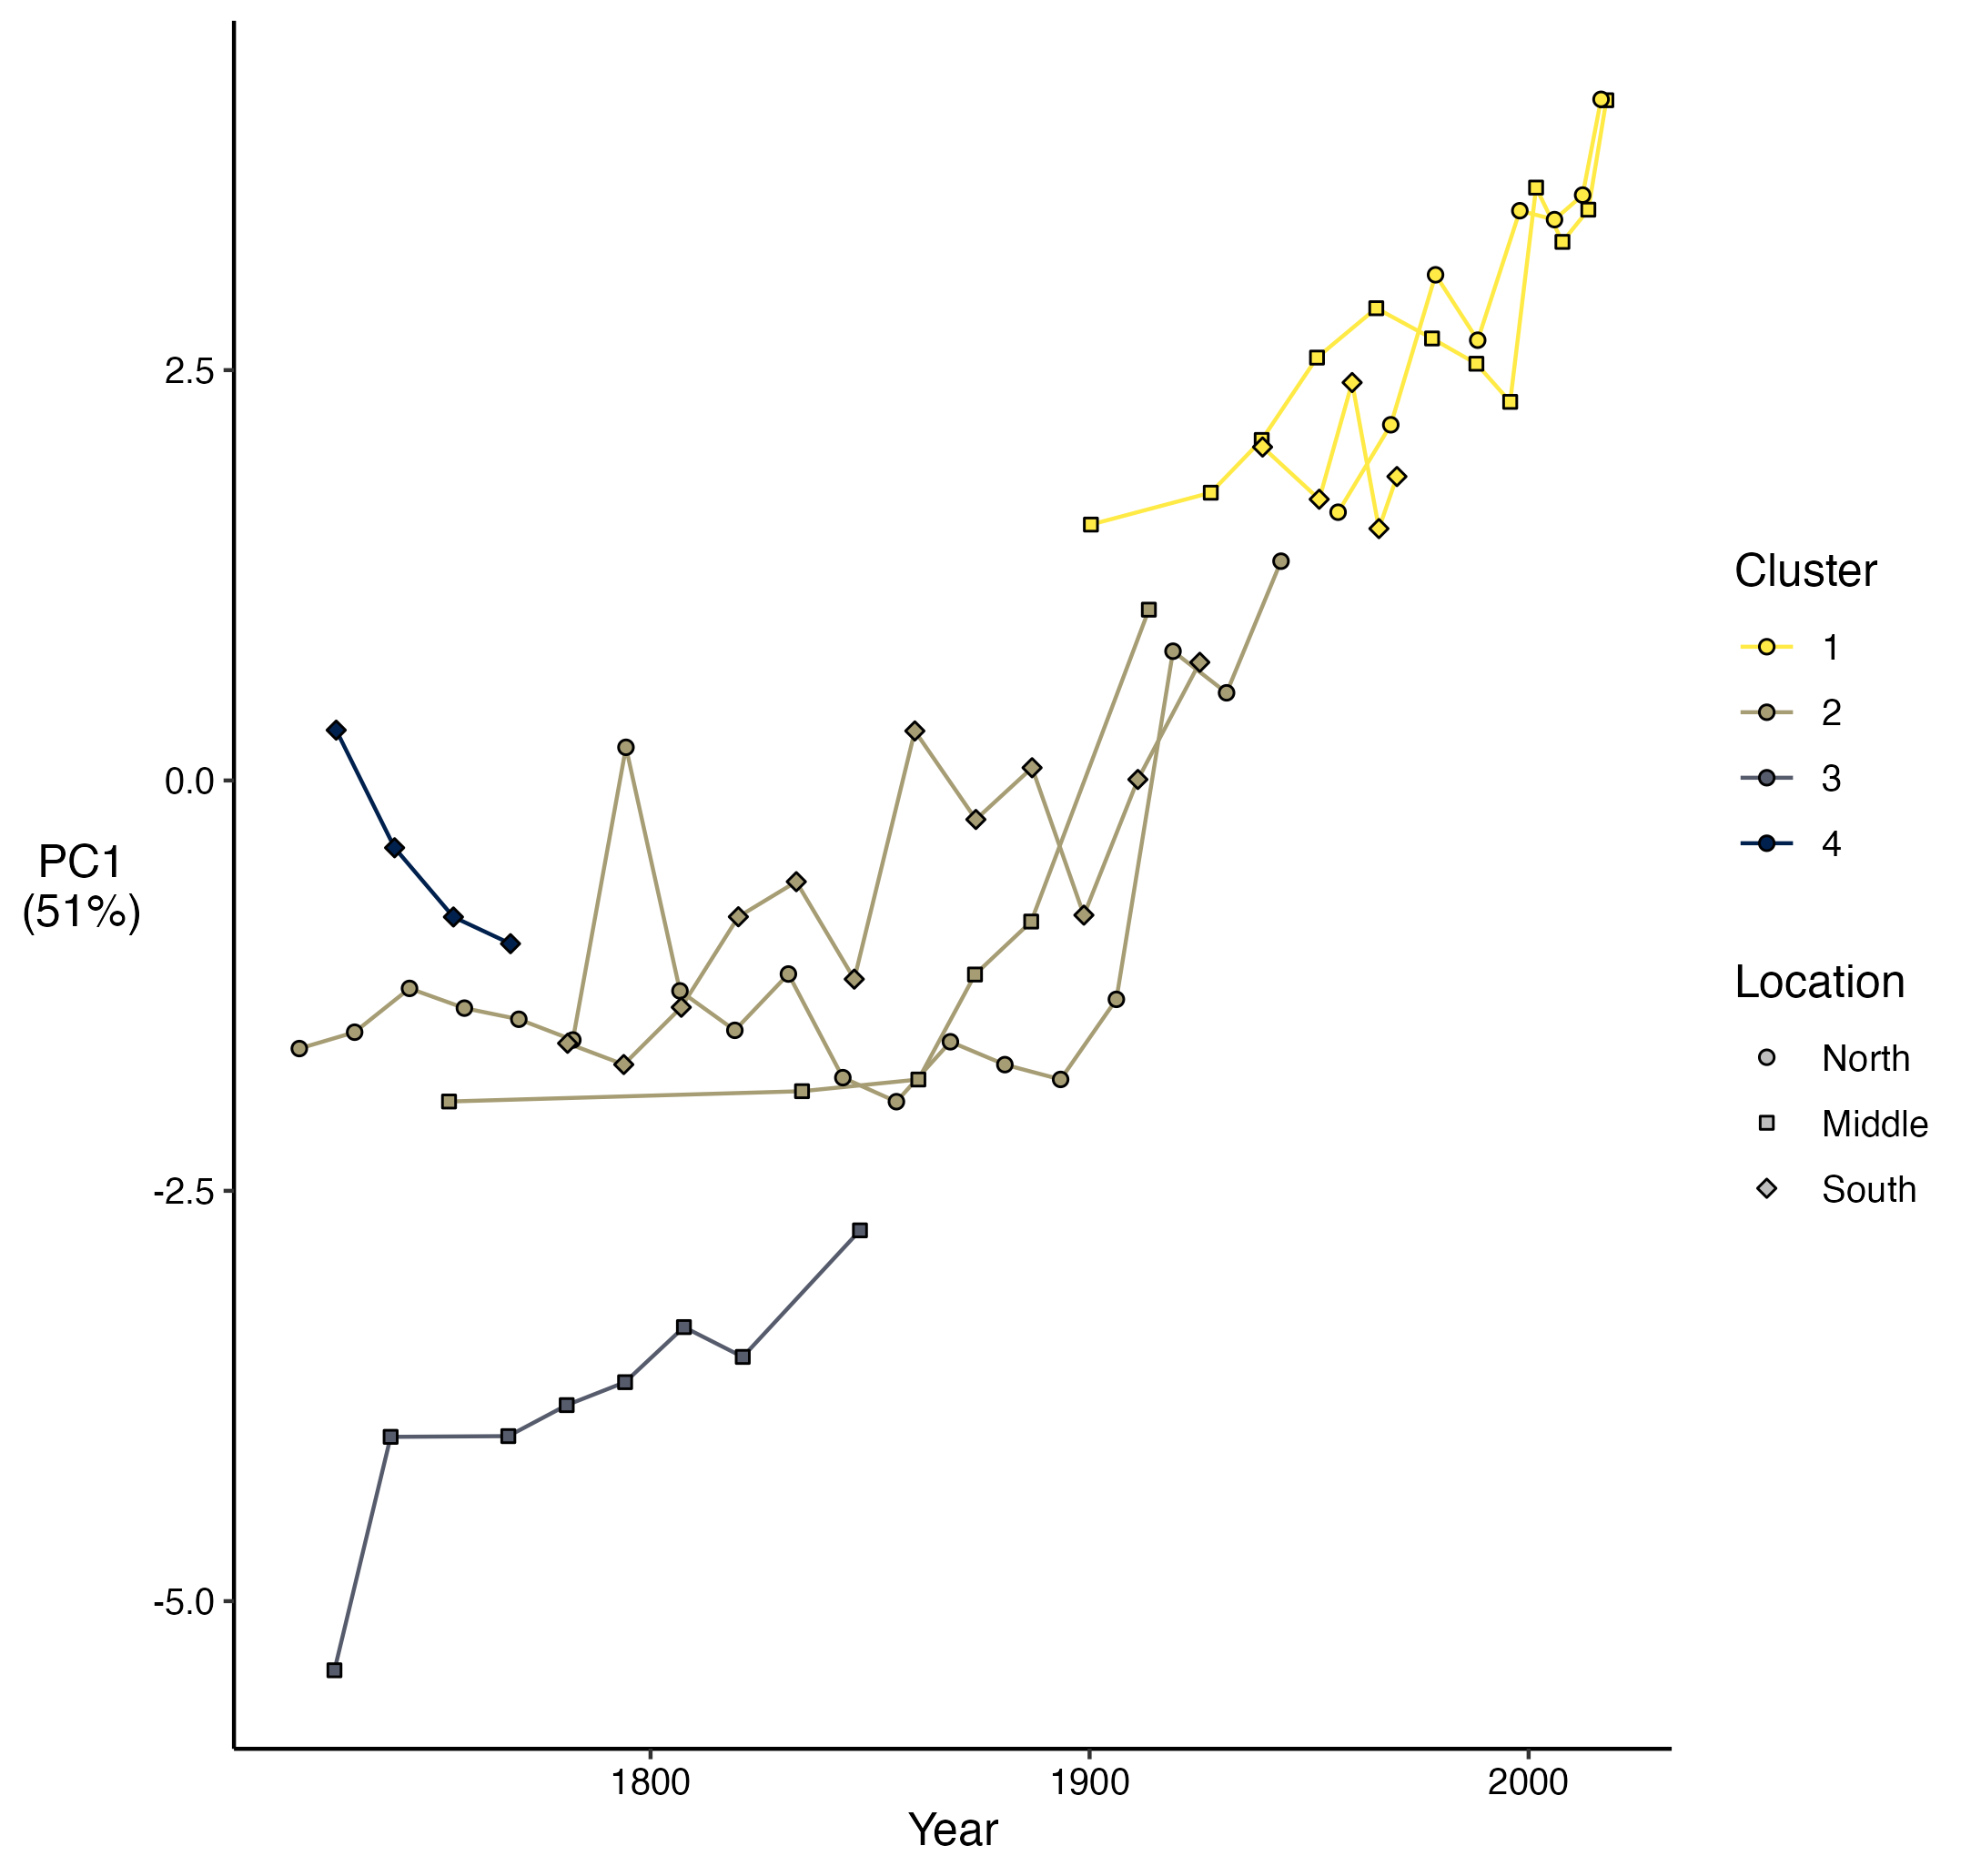 2.5
0.0
-2.5
-5.0
PC1
(51%)
1800
1900
2000
Year
Cluster
1
2
3
4
Location
North
Middle
South